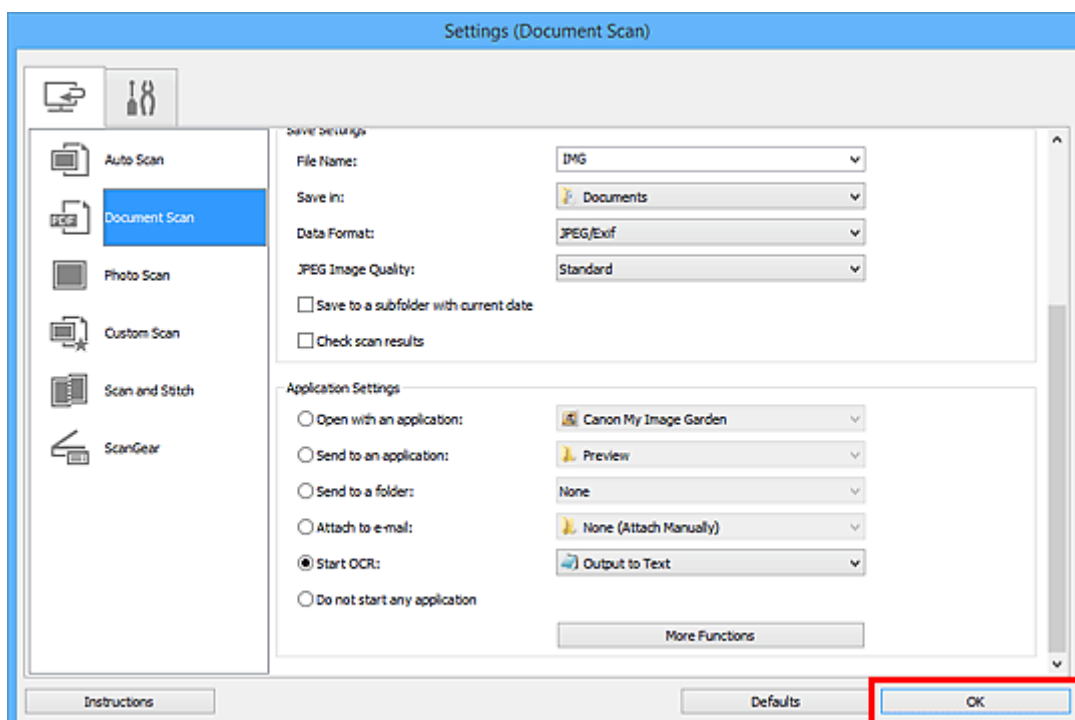 Settings (Document Scan)
Save Settings
Auto Scan
File Name: IMG
Save in: Documents
Document Scan
Data Format: JPEG/Exif
JPEG Image Quality: Standard
Photo Scan
Save to a subfolder with current date
Custom Scan
Check scan results
Scan and Stitch
Application Settings
Open with an application: Canon My Image Garden
ScanGear
Send to an application: Preview
Send to a folder: None
Attach to e-mail: None (Attach Manually)
Start OCR: Output to Text
Do not start any application
More Functions
Instructions Defaults OK